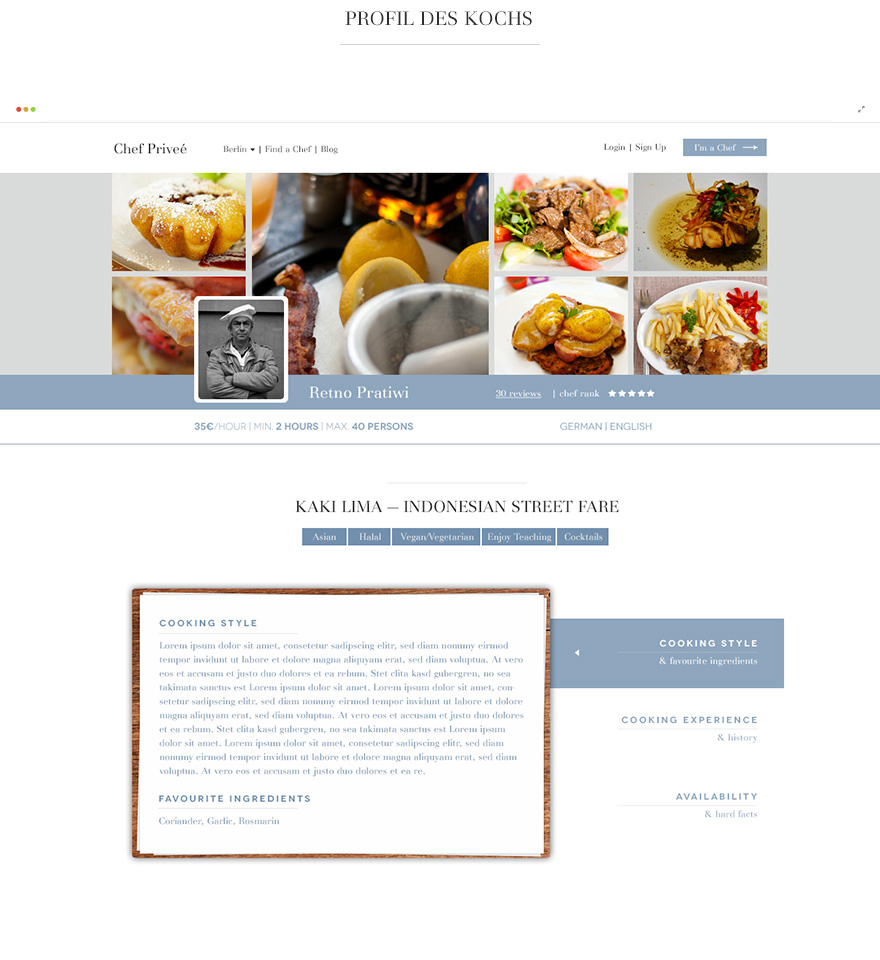 PROFIL DES KOCHS
Chef Priveé
Berlin | Find a Chef | Blog
Login | Sign Up
I'm a Chef
Retno Pratiwi
30 reviews | chef rank
35€/HOUR | MIN. 2 HOURS | MAX. 40 PERSONS
GERMAN | ENGLISH
KAKI LIMA – INDONESIAN STREET FARE
Asian
Halal
Vegan/Vegetarian
Enjoy Teaching
Cocktails
COOKING STYLE
Lorem ipsum dolor sit amet, consetetur sadipscing elitr, sed diam nonumy eirmod
tempor invidunt ut labore et dolore magna aliquyam erat, sed diam voluptua. At vero
eos et accusam et justo duo dolores et ea rebum. Stet clita kasd gubergren, no sea
takimata sanctus est Lorem ipsum dolor sit amet. Lorem ipsum dolor sit amet, con-
setetur sadipscing elitr, sed diam nonumy eirmod tempor invidunt ut labore et dolore
magna aliquyam erat, sed diam voluptua. At vero eos et accusam et justo duo dolores
et ea rebum. Stet clita kasd gubergren, no sea takimata sanctus est Lorem ipsum
dolor sit amet. Lorem ipsum dolor sit amet, consetetur sadipscing elitr, sed diam
nonumy eirmod tempor invidunt ut labore et dolore magna aliquyam erat, sed diam
voluptua. At vero eos et accusam et justo duo dolores et ea re.
FAVOURITE INGREDIENTS
Coriander, Garlic, Rosmarin
COOKING STYLE
& favourite ingredients
COOKING EXPERIENCE
& history
AVAILABILITY
& hard facts